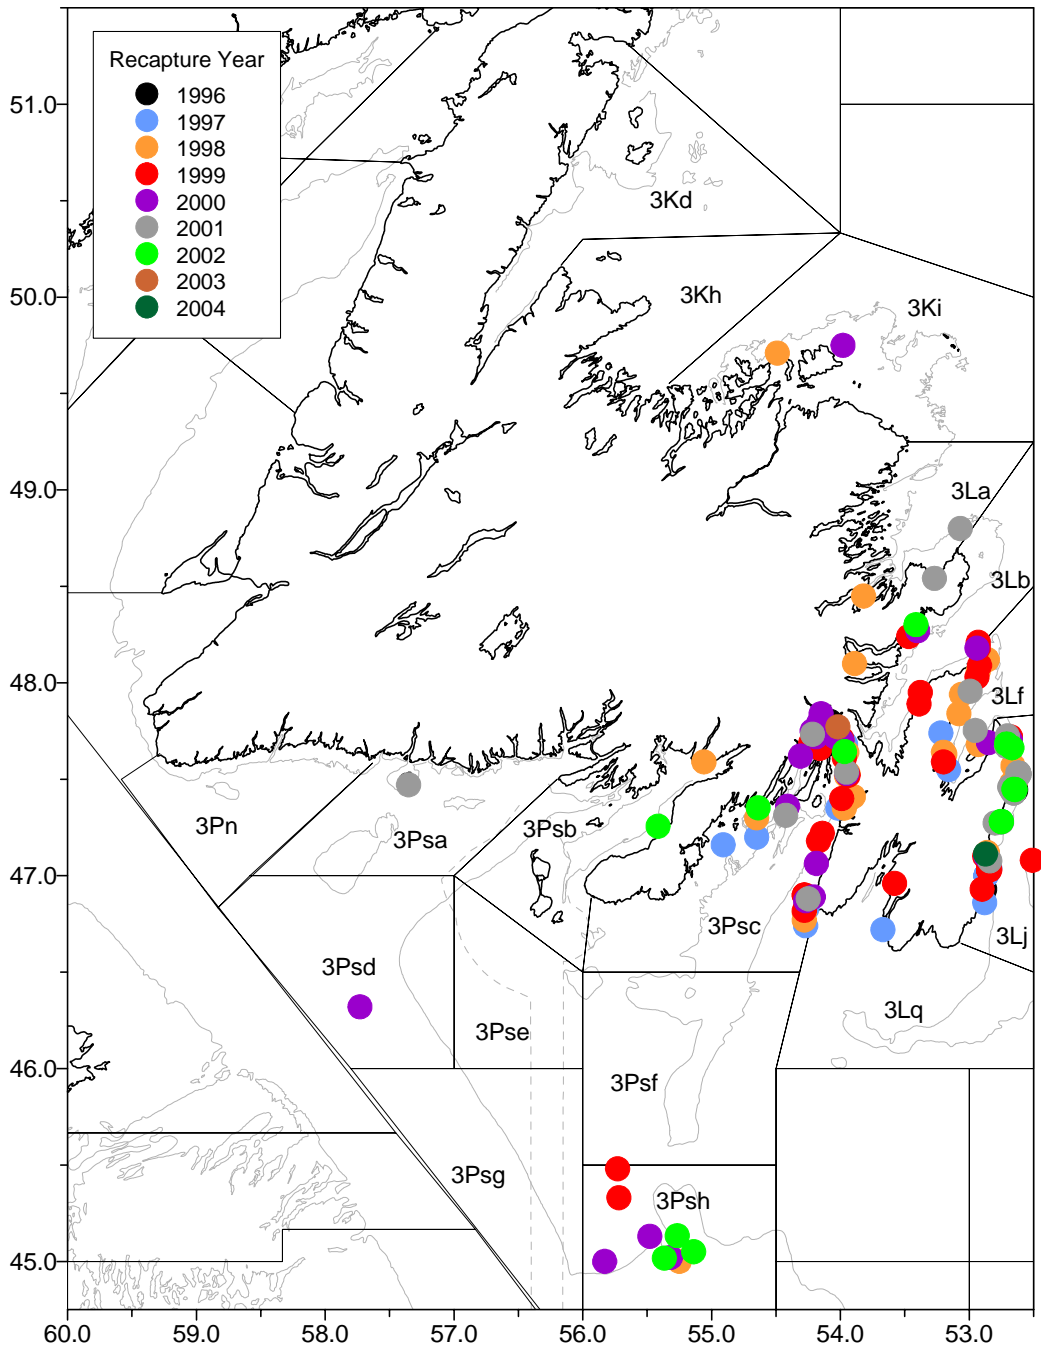 Recapture Year
1996
1997
1998
1999
2000
2001
2002
2003
2004
51.0
50.0
49.0
48.0
47.0
46.0
45.0
3Kd
3Kh
3Ki
3La
3Lb
3Lf
3Pn
3Psa
3Psb
3Psc
3Lj
3Psd
3Pse
3Lq
3Psf
3Psg
3Psh
60.0 59.0 58.0 57.0 56.0 55.0 54.0 53.0